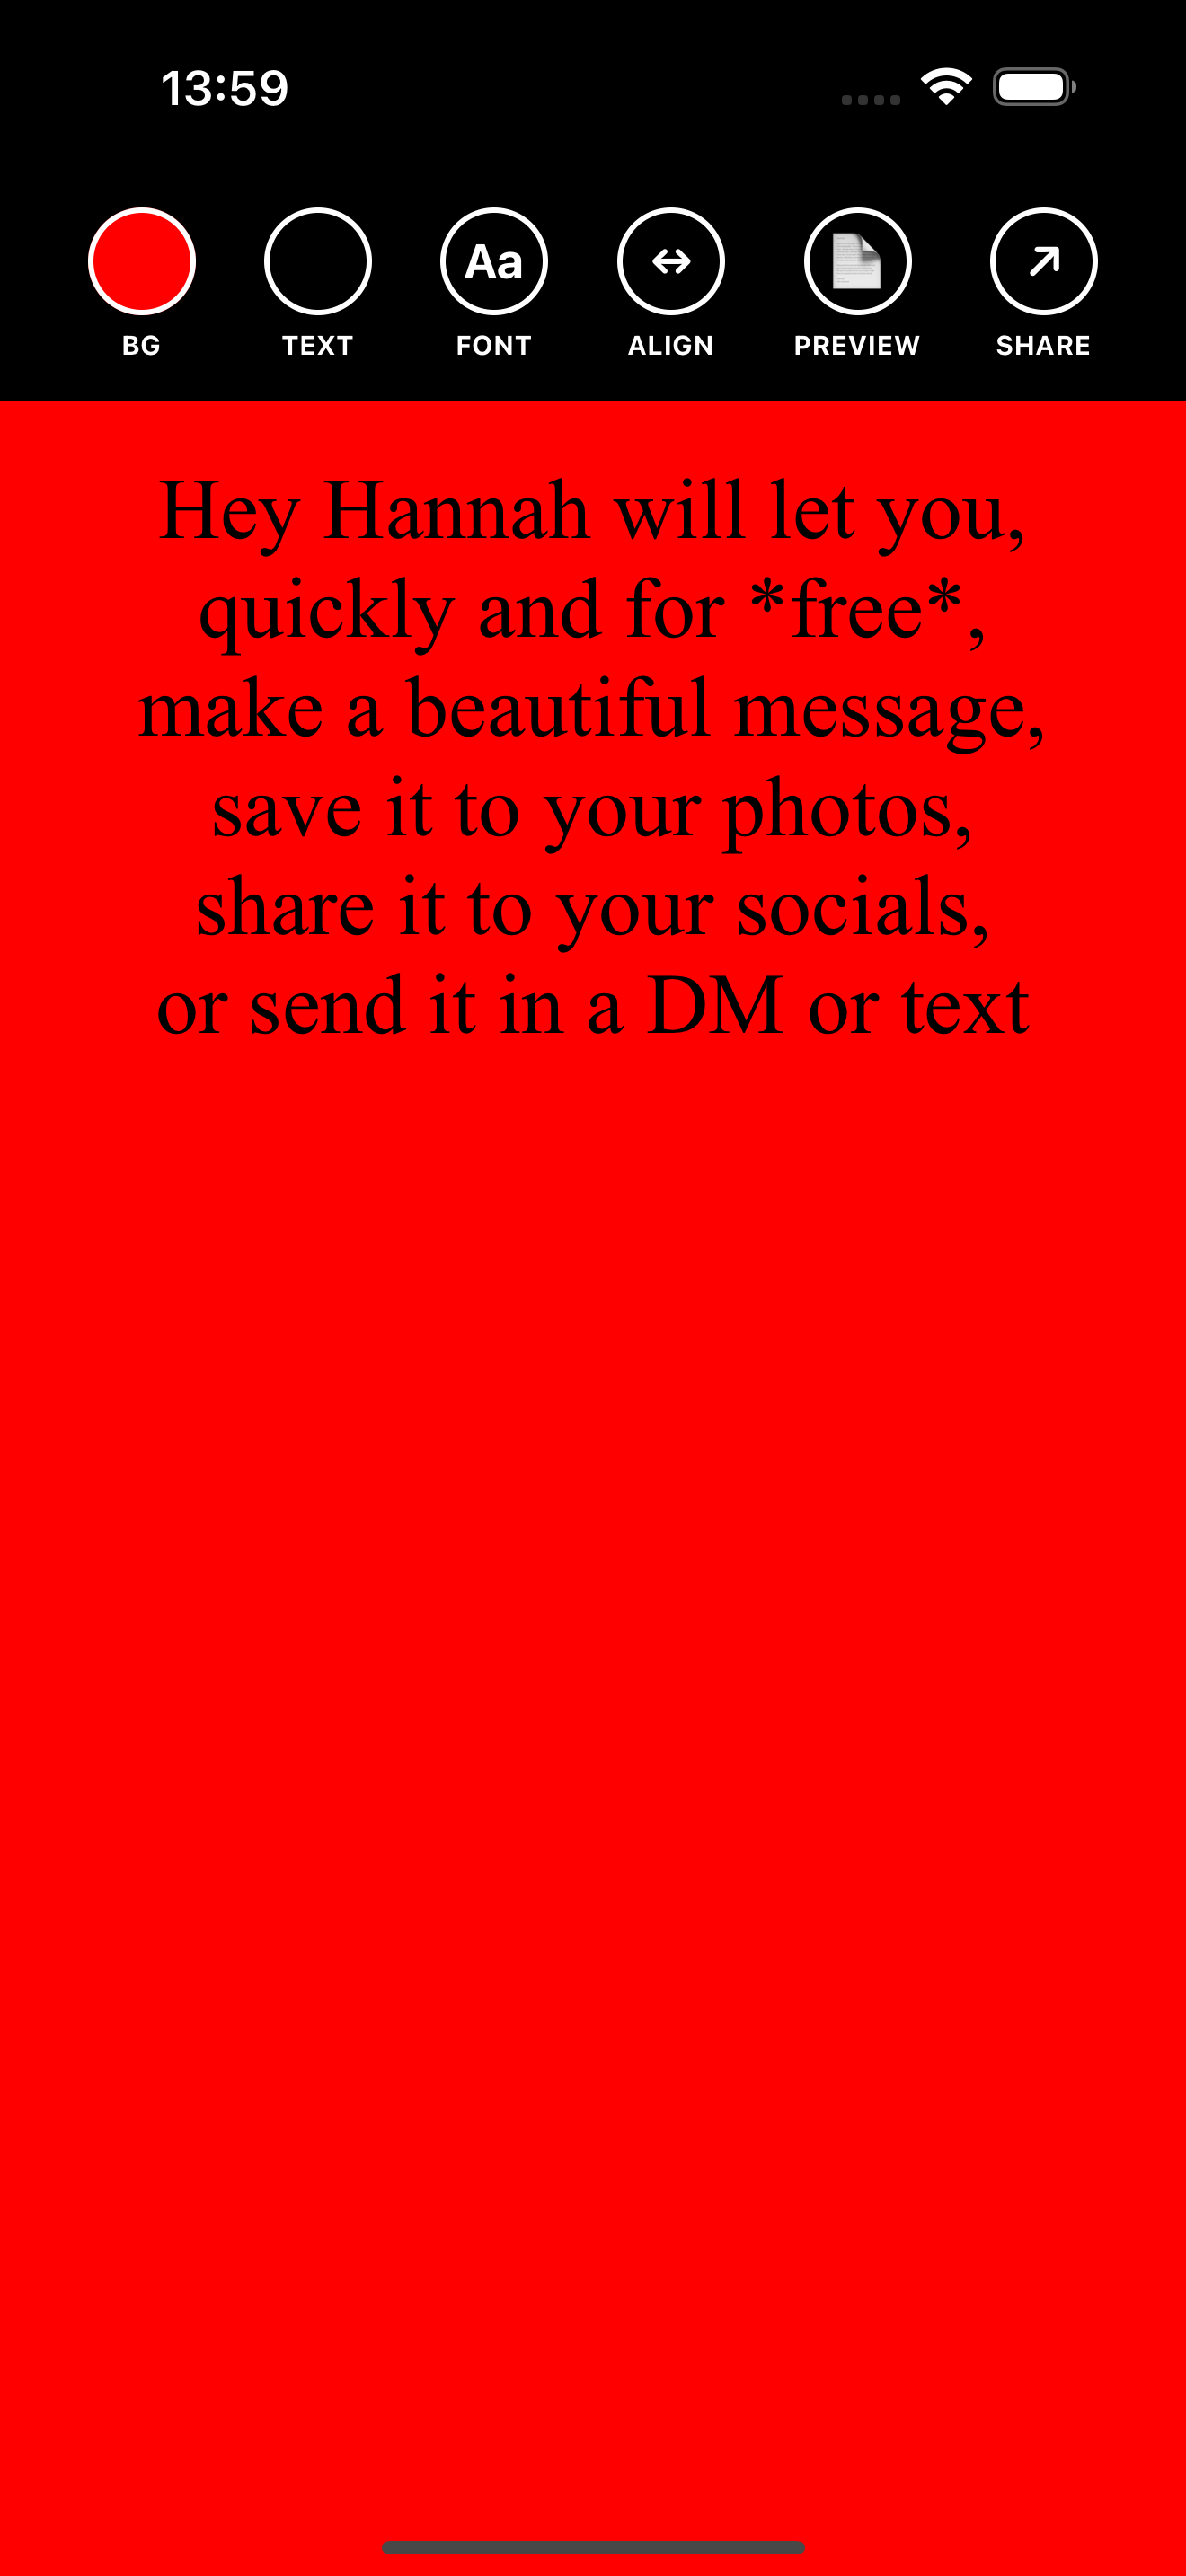 13:59
Aa
BG TEXT FONT ALIGN PREVIEW SHARE
Hey Hannah will let you,
quickly and for *free*,
make a beautiful message,
save it to your photos,
share it to your socials,
or send it in a DM or text